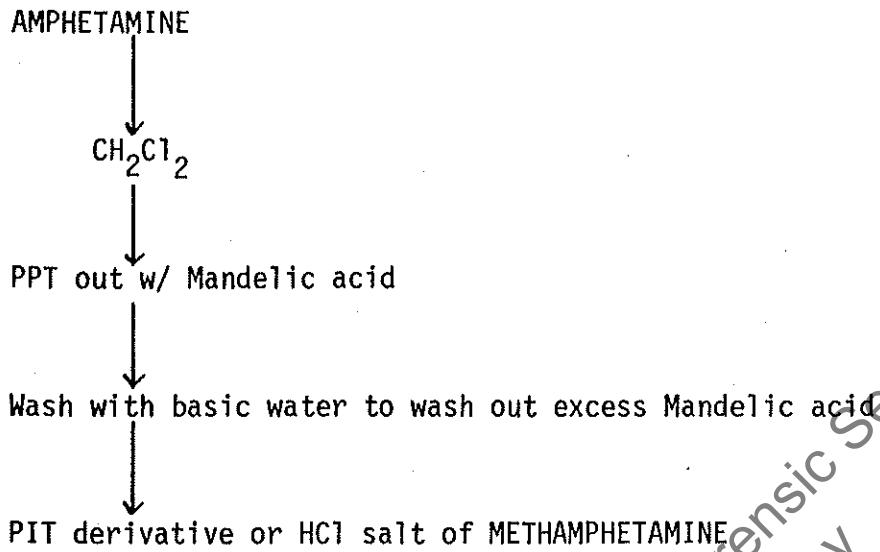 AMPHETAMINE
CH2Cl2
PPT out w/ Mandelic acid
Wash with basic water to wash out excess Mandelic acid
PIT derivative or HCl salt of METHAMPHETAMINE